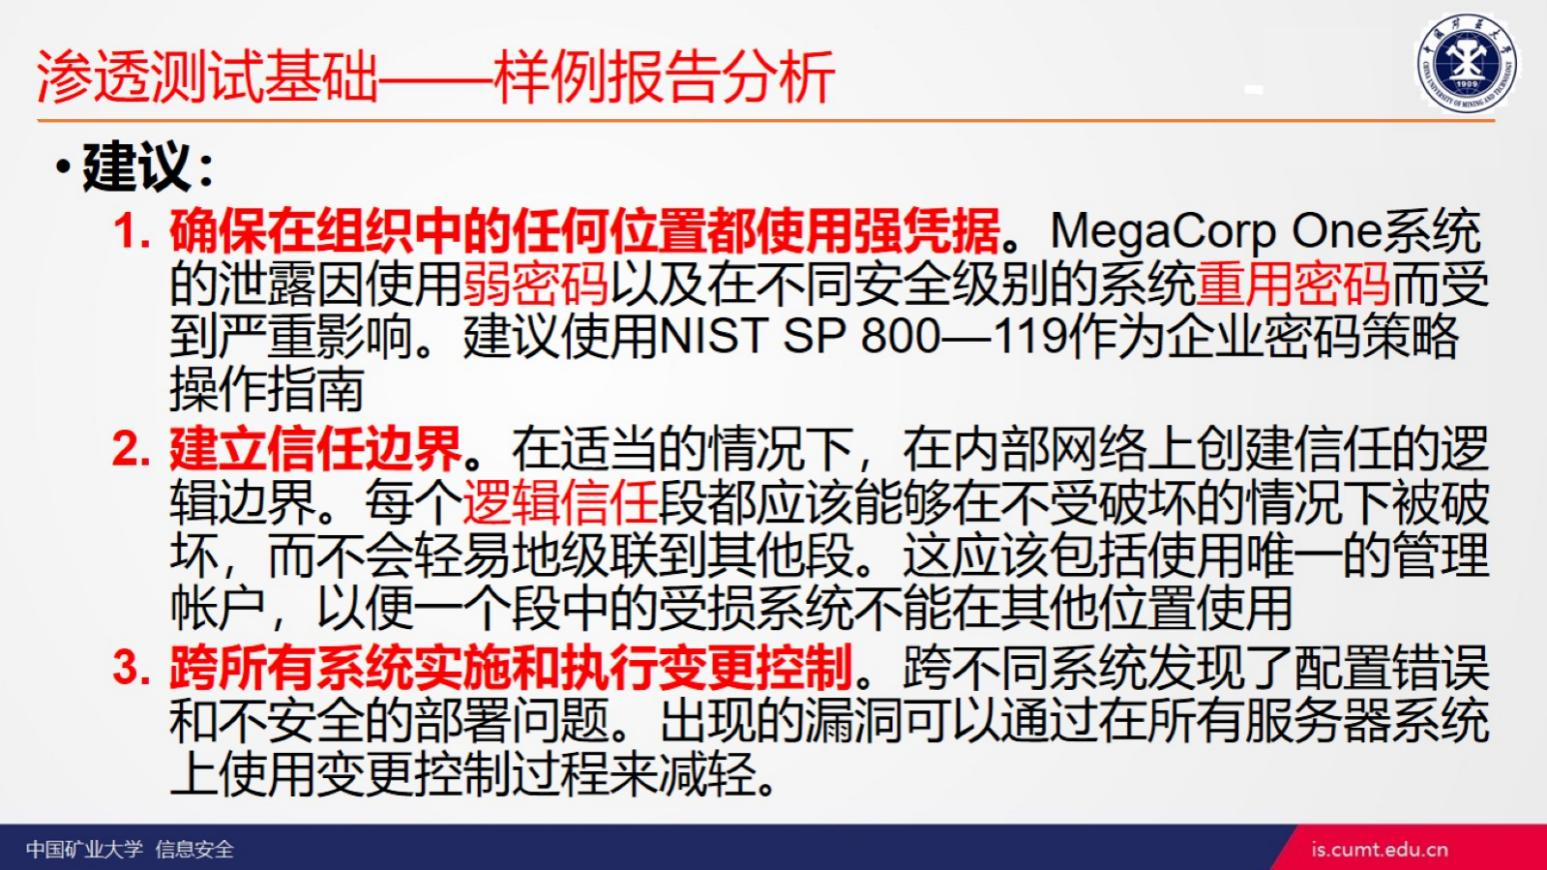 渗透测试基础——样例报告分析
• 建议：
1. 确保在组织中的任何位置都使用强凭据。MegaCorp One系统
的泄露因使用弱密码以及在不同安全级别的系统重用密码而受
到严重影响。建议使用NIST SP 800—119作为企业密码策略
操作指南
2. 建立信任边界。在适当的情况下，在内部网络上创建信任的逻
辑边界。每个逻辑信任段都应该能够在不受破坏的情况下被破
坏，而不会轻易地级联到其他段。这应该包括使用唯一的管理
帐户，以便一个段中的受损系统不能在其他位置使用
3. 跨所有系统实施和执行变更控制。跨不同系统发现了配置错误
和不安全的部署问题。出现的漏洞可以通过在所有服务器系统
上使用变更控制过程来减轻。
中国矿业大学 信息安全
is.cumt.edu.cn
中国矿业大学
CHINA UNIVERSITY OF MINING AND TECHNOLOGY
1909